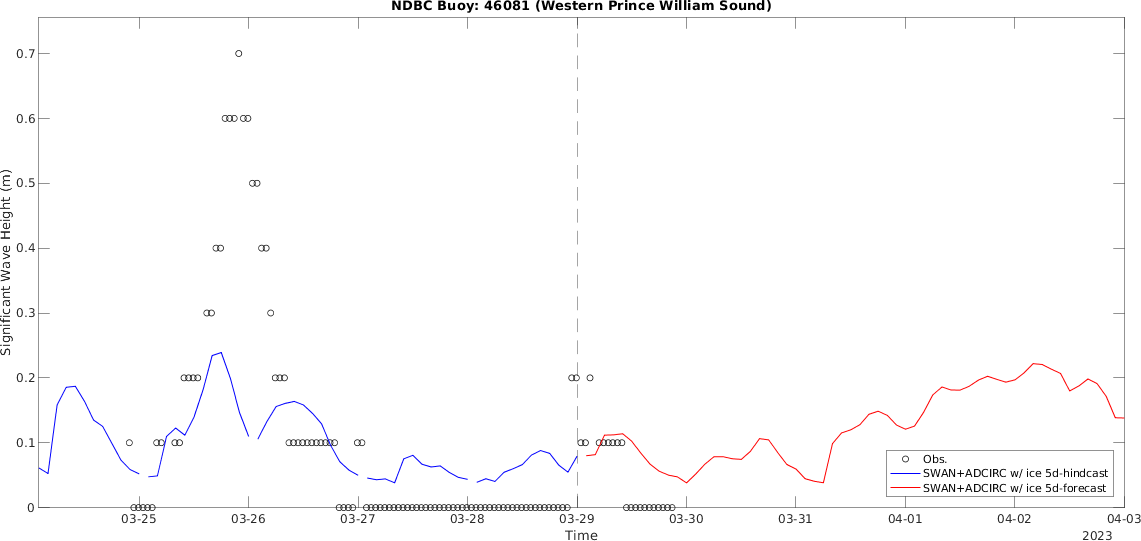 NDBC Buoy: 46081 (Western Prince William Sound)
Significant Wave Height (m)
0.7
0.6
0.5
0.4
0.3
0.2
0.1
0
Obs.
SWAN+ADCIRC w/ ice 5d-hindcast
SWAN+ADCIRC w/ ice 5d-forecast
03-25 03-26 03-27 03-28 03-29 03-30 03-31 04-01 04-02 04-03
Time
2023